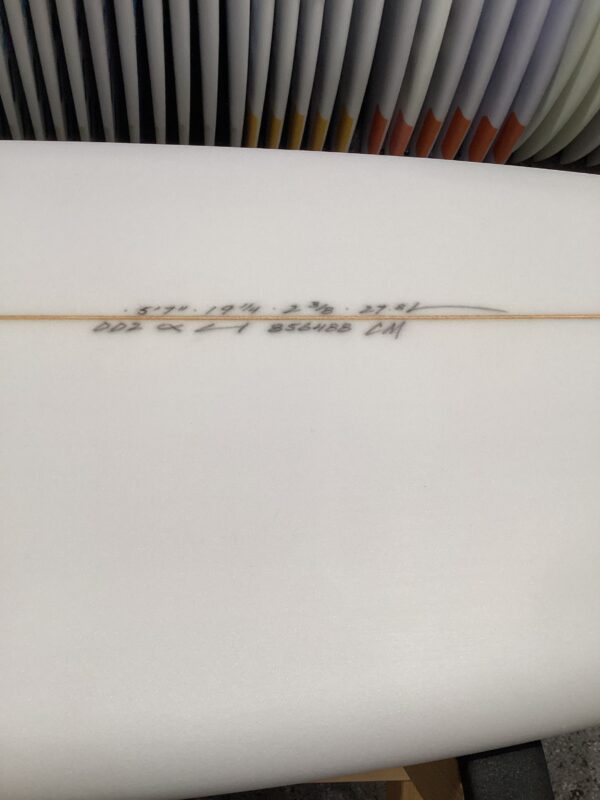 · 5'7" · 19 1/4 · 2 3/8 · 27.8L
DD2 856488 CM